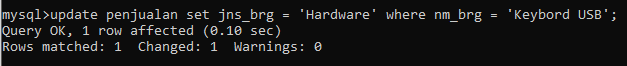 mysql>update penjualan set jns_brg = 'Hardware' where nm_brg = 'Keybord USB';
Query OK, 1 row affected (0.10 sec)
Rows matched: 1  Changed: 1  Warnings: 0